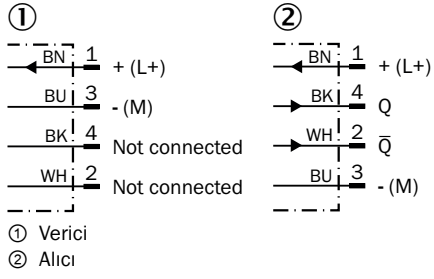 ①
BN 1 + (L+)
BU 3 - (M)
BK 4 Not connected
WH 2 Not connected
②
BN 1 + (L+)
BK 4 Q
WH 2 Q̅
BU 3 - (M)
① Verici
② Alıcı